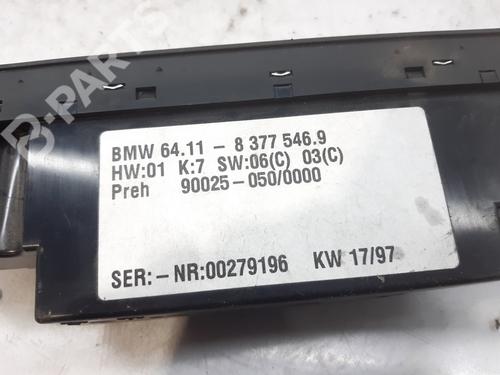 B-PARTS
BMW 64.11 - 8 377 546.9
HW:01 K:7 SW:06(C) 03(C)
Preh 90025-050/0000
SER:-NR:00279196 KW 17/97